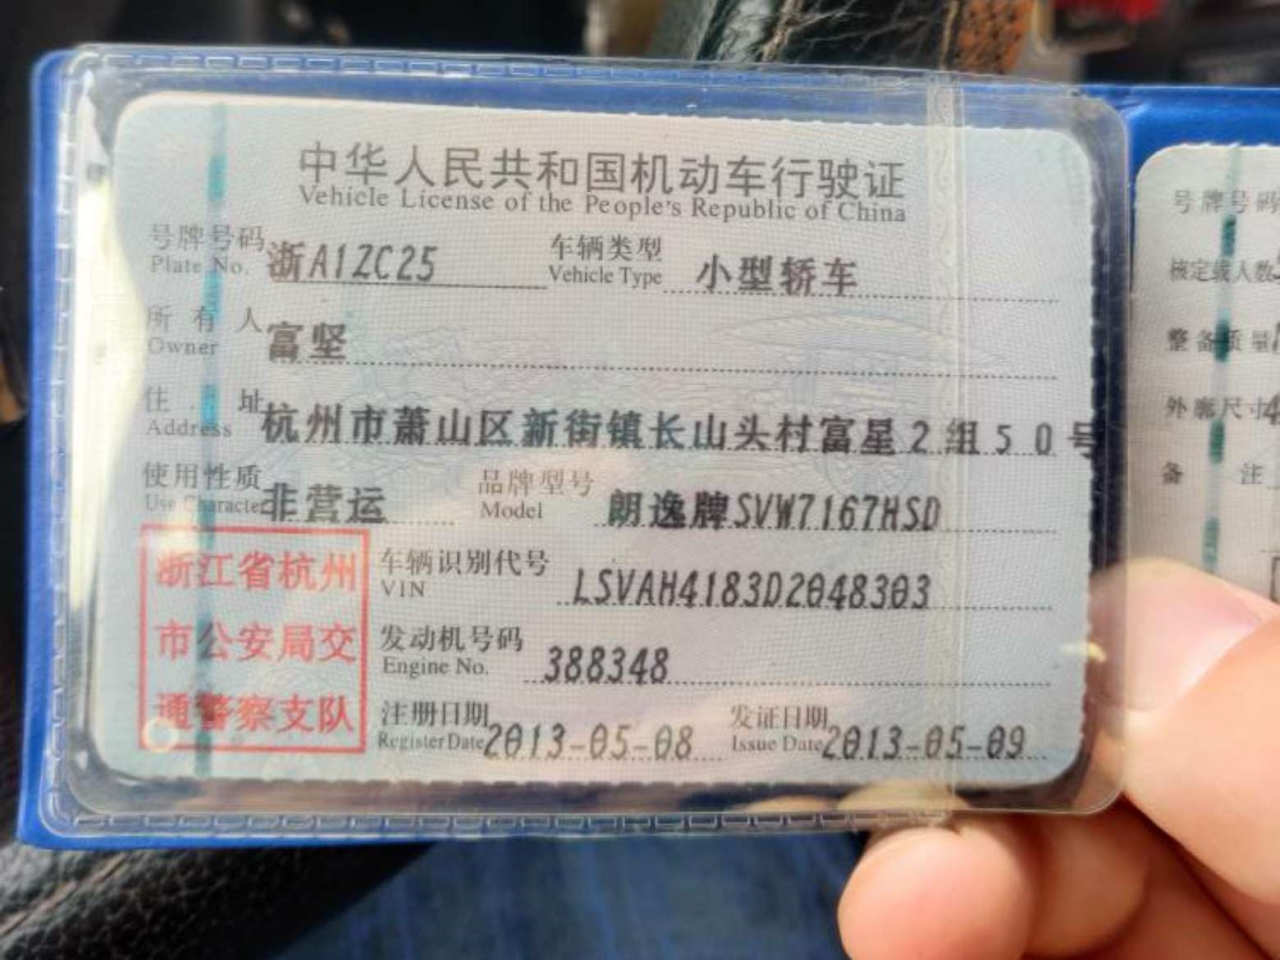 中华人民共和国机动车行驶证
Vehicle License of the People's Republic of China
号牌号码 浙A1ZC25 车辆类型 小型轿车
Plate No. Vehicle Type
所有人 富坚
Owner
住址 杭州市萧山区新街镇长山头村富星2组50号
Address
使用性质 非营运 品牌型号 朗逸牌SVW7167HSD
Use Character Model
浙江省杭州
市公安局交
通警察支队
车辆识别代号 LSVAH4183D2048303
VIN
发动机号码 388348
Engine No.
注册日期 2013-05-08 发证日期 2013-05-09
Register Date Issue Date
号牌号码
核定载人数
整备质量
外廓尺寸
备注